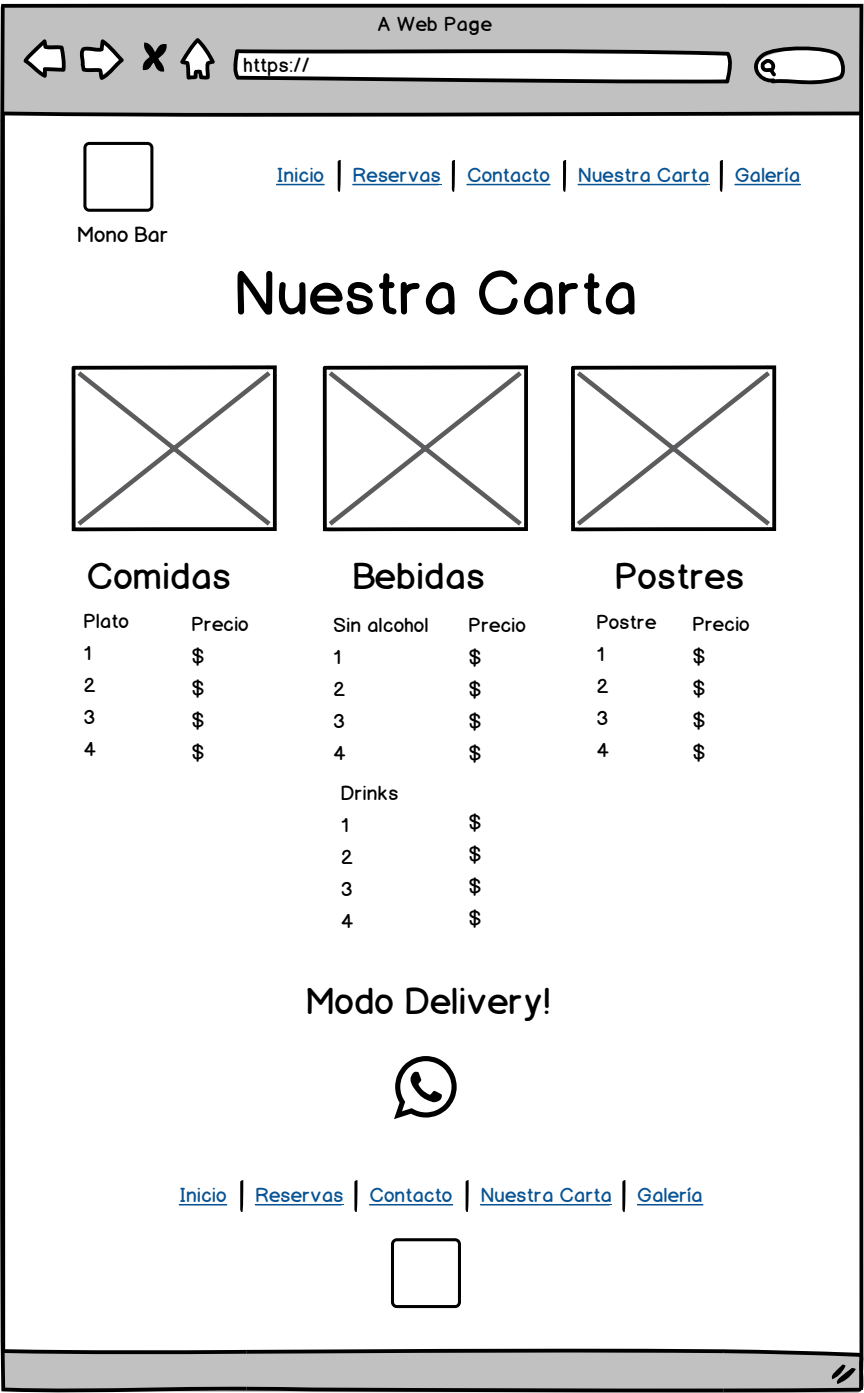 A Web Page
https://
Inicio Reservas Contacto Nuestra Carta Galería
Mono Bar
Nuestra Carta
Comidas
Plato Precio
1 $
2 $
3 $
4 $
Bebidas
Sin alcohol Precio
1 $
2 $
3 $
4 $
Drinks
1 $
2 $
3 $
4 $
Postres
Postre Precio
1 $
2 $
3 $
4 $
Modo Delivery!
Inicio Reservas Contacto Nuestra Carta Galería